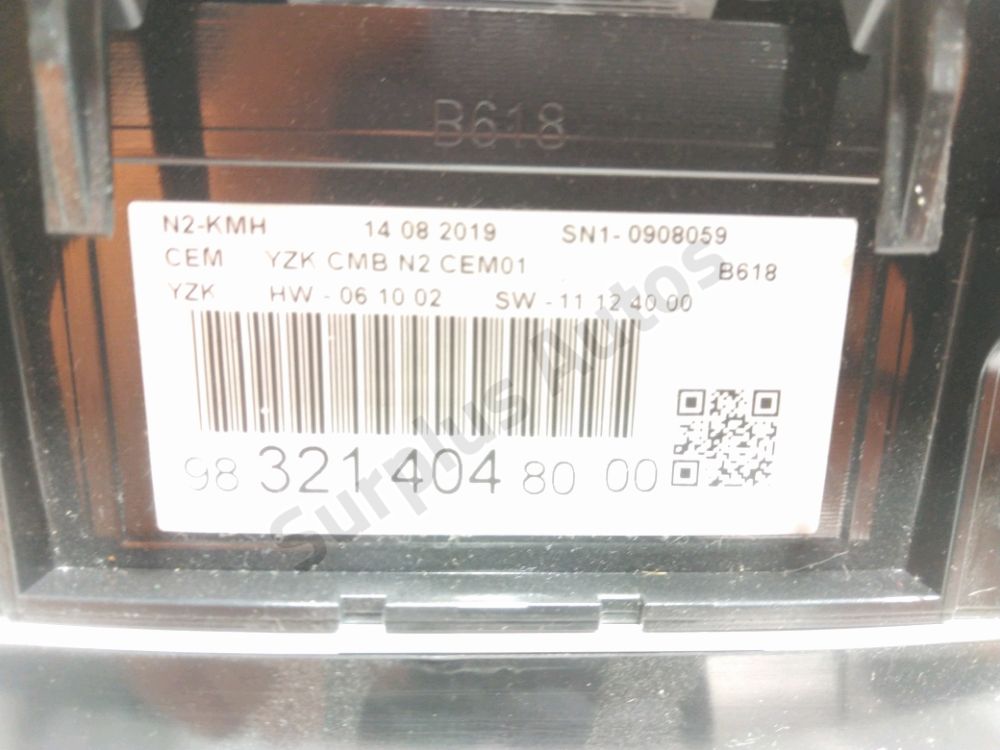 B618
N2-KMH 14 08 2019 SN1- 0908059
CEM YZK CMB N2 CEM01 B618
YZK HW - 06 10 02 SW - 11 12 40 00
98 321 404 80 00
Surplus Autos